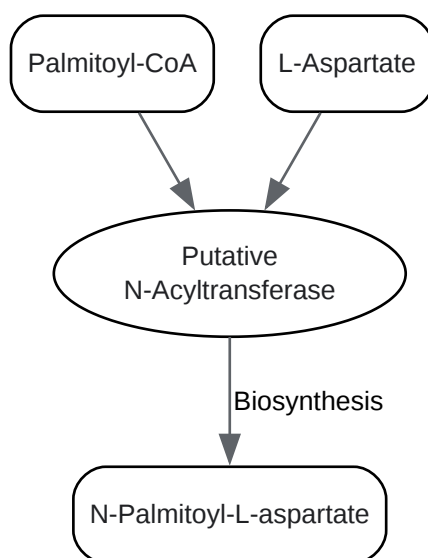 Palmitoyl-CoA
L-Aspartate
Putative
N-Acyltransferase
Biosynthesis
N-Palmitoyl-L-aspartate